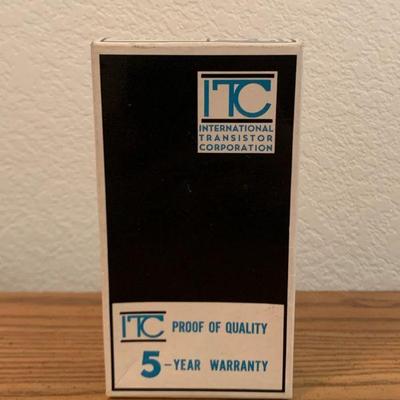 ITC
INTERNATIONAL
TRANSISTOR
CORPORATION
ITC PROOF OF QUALITY
5-YEAR WARRANTY